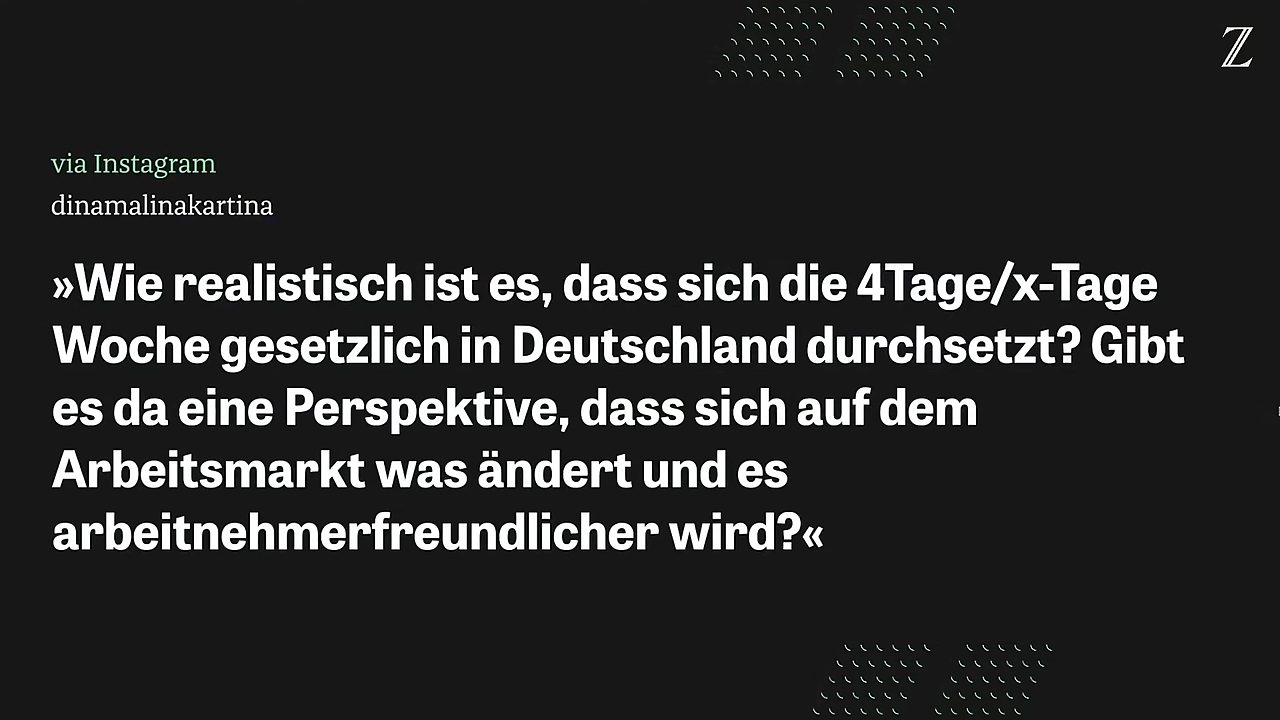 Z
via Instagram
dinamalinakartina
»Wie realistisch ist es, dass sich die 4Tage/x-Tage
Woche gesetzlich in Deutschland durchsetzt? Gibt
es da eine Perspektive, dass sich auf dem
Arbeitsmarkt was ändert und es
arbeitnehmerfreundlicher wird?«